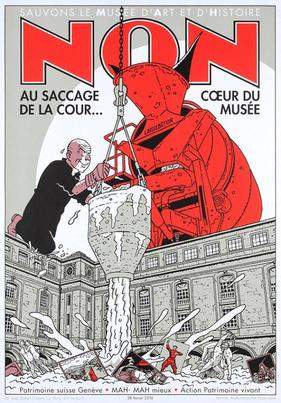 SAUVONS LE MUSÉE D'ART ET D'HISTOIRE
NON
AU SACCAGE
DE LA COUR...
CŒUR DU
MUSÉE
Patrimoine suisse Genève • MAH- MAH mieux • Action Patrimoine vivant
28 février 2016